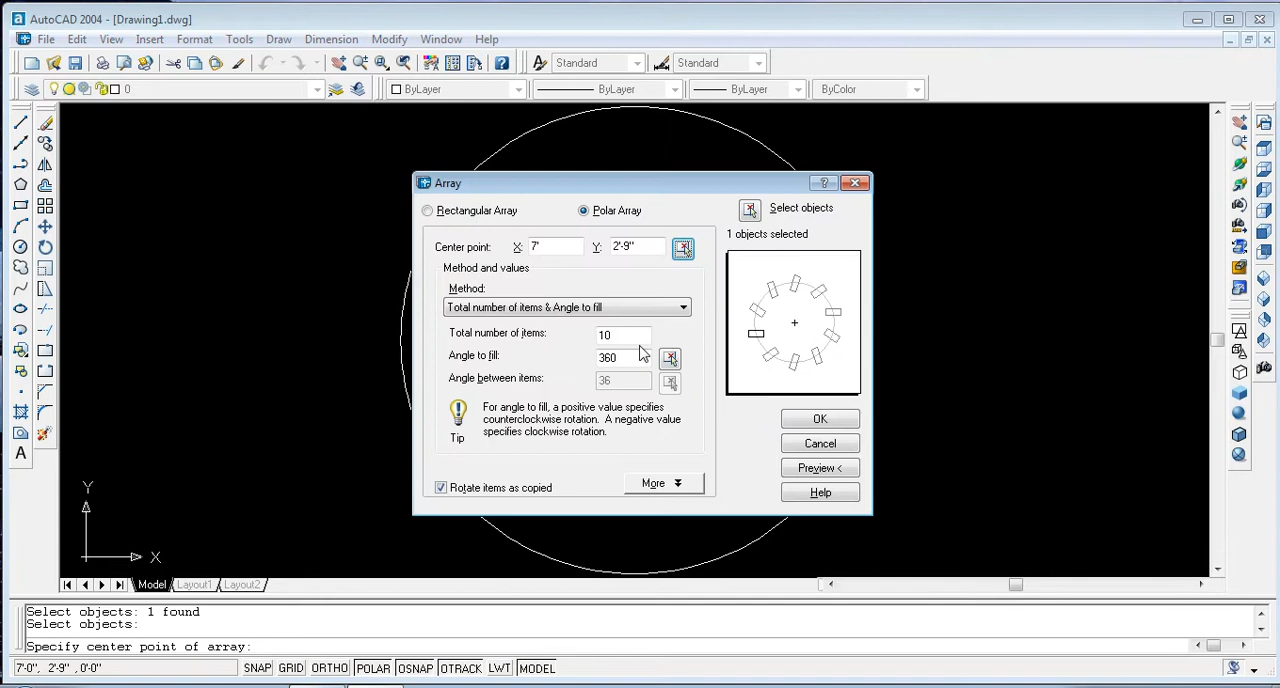 AutoCAD 2004 - [Drawing1.dwg]
File Edit View Insert Format Tools Draw Dimension Modify Window Help
Standard Standard
0 ByLayer ByLayer ByLayer ByColor
Array
Rectangular Array Polar Array Select objects
1 objects selected
Center point: X: 7' Y: 2'-9"
Method and values
Method:
Total number of items & Angle to fill
Total number of items: 10
Angle to fill: 360
Angle between items: 36
For angle to fill, a positive value specifies
counterclockwise rotation. A negative value
specifies clockwise rotation.
Tip
OK
Cancel
Preview <
Help
Rotate items as copied More
Y
X
A
Model Layout1 Layout2
Select objects: 1 found
Select objects:
Specify center point of array:
7'-0", 2'-9" ,0'-0" SNAP GRID ORTHO POLAR OSNAP OTRACK LWT MODEL